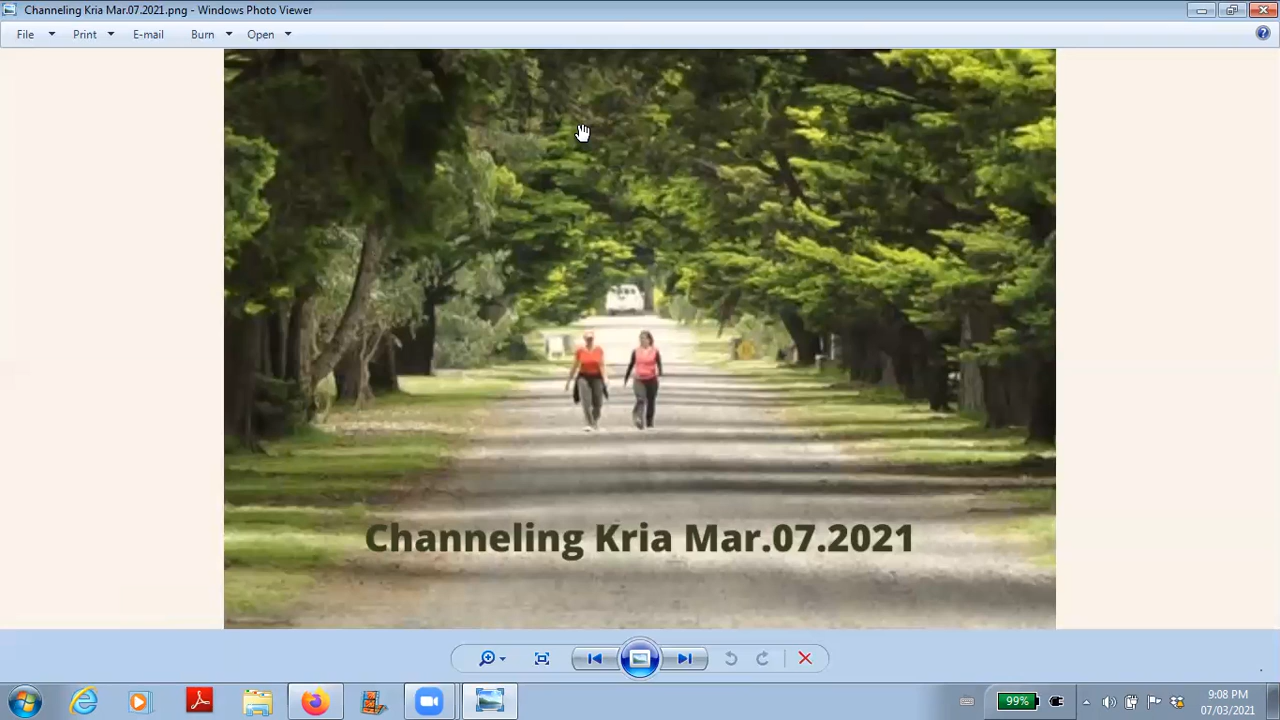 Channeling Kria Mar.07.2021.png - Windows Photo Viewer
File Print E-mail Burn Open
Channeling Kria Mar.07.2021
99%
9:08 PM
07/03/2021